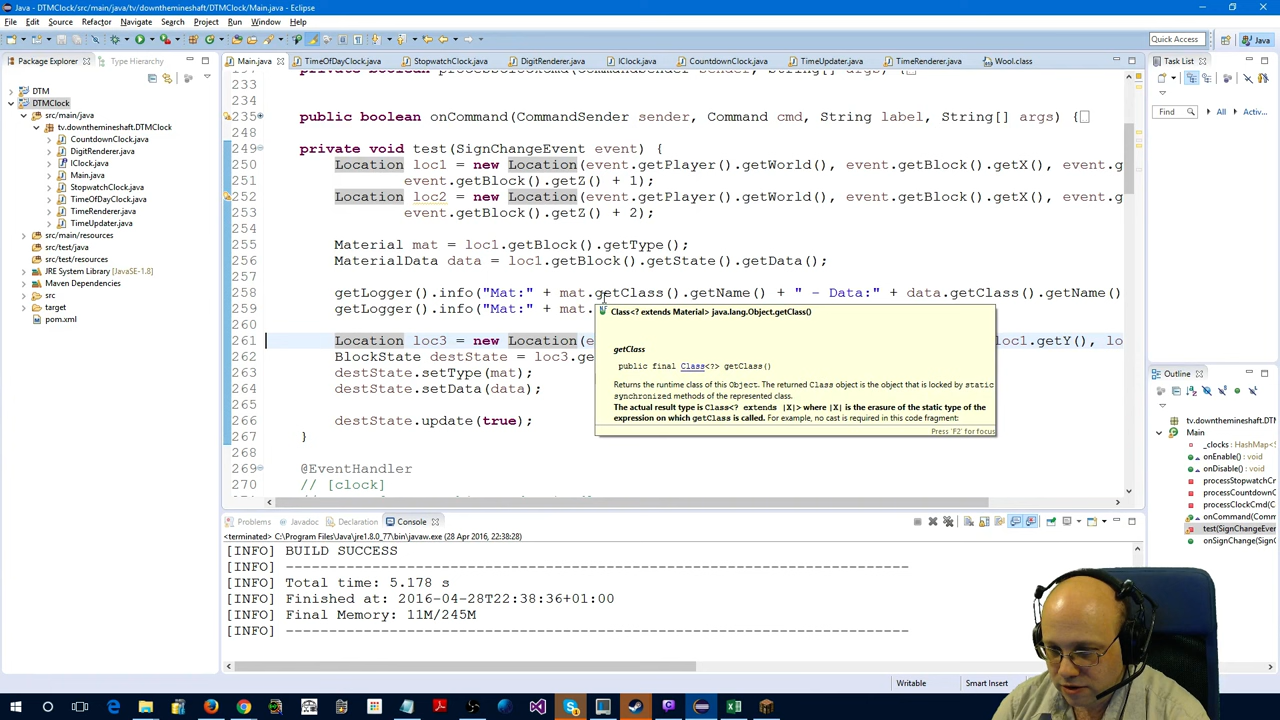 Java - DTMClock/src/main/java/tv/downthemineshaft/DTMClock/Main.java - Eclipse
File Edit Source Refactor Navigate Search Project Run Window Help
Quick Access
Java
Package Explorer
Type Hierarchy
DTM
DTMClock
src/main/java
tv.downthemineshaft.DTMClock
CountdownClock.java
DigitRenderer.java
IClock.java
Main.java
StopwatchClock.java
TimeOfDayClock.java
TimeRenderer.java
TimeUpdater.java
src/main/resources
src/test/java
src/test/resources
JRE System Library [JavaSE-1.8]
Maven Dependencies
src
target
pom.xml
Main.java TimeOfDayClock.java StopwatchClock.java DigitRenderer.java IClock.java CountdownClock.java TimeUpdater.java TimeRenderer.java Wool.class
233
234
235 public boolean onCommand(CommandSender sender, Command cmd, String label, String[] args) {
248
249 private void test(SignChangeEvent event) {
250 Location loc1 = new Location(event.getPlayer().getWorld(), event.getBlock().getX(), event.g
251 event.getBlock().getZ() + 1);
252 Location loc2 = new Location(event.getPlayer().getWorld(), event.getBlock().getX(), event.g
253 event.getBlock().getZ() + 2);
254
255 Material mat = loc1.getBlock().getType();
256 MaterialData data = loc1.getBlock().getState().getData();
257
258 getLogger().info("Mat:" + mat.getClass().getName() + " - Data:" + data.getClass().getName()
259 getLogger().info("Mat:" + mat.
260
261 Location loc3 = new Location(e loc1.getY(), lo
262 BlockState destState = loc3.ge
263 destState.setType(mat);
264 destState.setData(data);
265
266 destState.update(true);
267 }
268
269 @EventHandler
270 // [clock]
Class<? extends Material> java.lang.Object.getClass()
getClass
public final Class<?> getClass()
Returns the runtime class of this Object. The returned Class object is the object that is locked by static
synchronized methods of the represented class.
The actual result type is Class<? extends |X|> where |X| is the erasure of the static type of the
expression on which getClass is called. For example, no cast is required in this code fragment:
Press 'F2' for focus
Problems Javadoc Declaration Console
<terminated> C:\Program Files\Java\jre1.8.0_77\bin\javaw.exe (28 Apr 2016, 22:38:28)
[INFO] BUILD SUCCESS
[INFO] ------------------------------------------------------------------------
[INFO] Total time: 5.178 s
[INFO] Finished at: 2016-04-28T22:38:36+01:00
[INFO] Final Memory: 11M/245M
[INFO] ------------------------------------------------------------------------
Writable
Smart Insert
Task List
Find
All
Activ...
Outline
tv.downthemineshaft.D
Main
_clocks : HashMap<S
onEnable() : void
onDisable() : void
processStopwatchCr
processCountdown
processClockCmd(C
onCommand(Comm
test(SignChangeEve
onSignChange(Sig